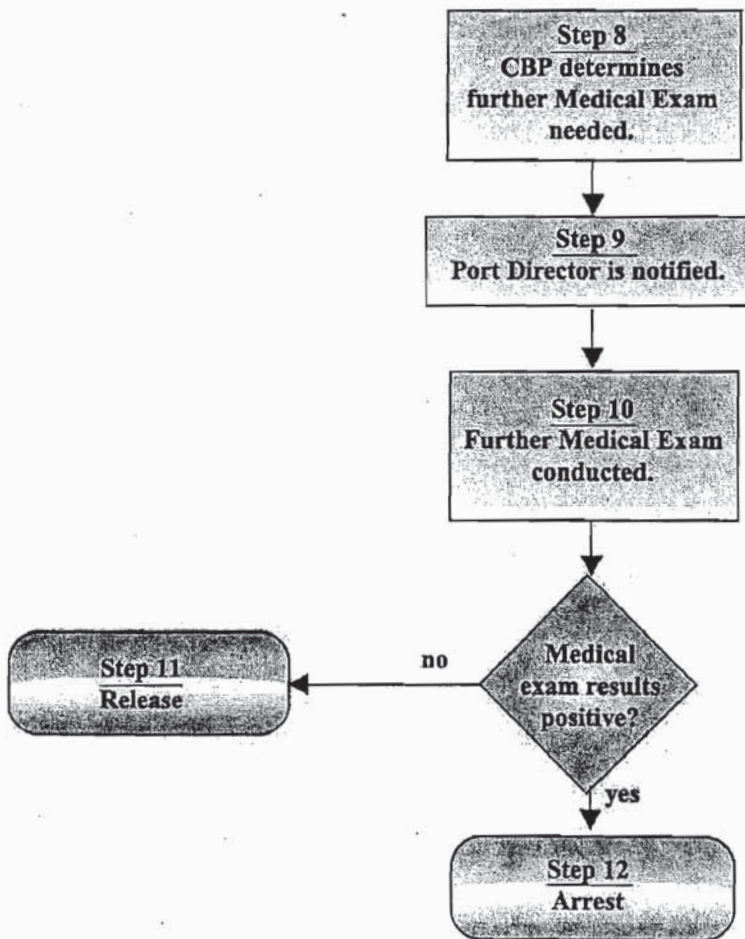 Step 8
CBP determines
further Medical Exam
needed.
Step 9
Port Director is notified.
Step 10
Further Medical Exam
conducted.
Medical
exam results
positive?
no
Step 11
Release
yes
Step 12
Arrest